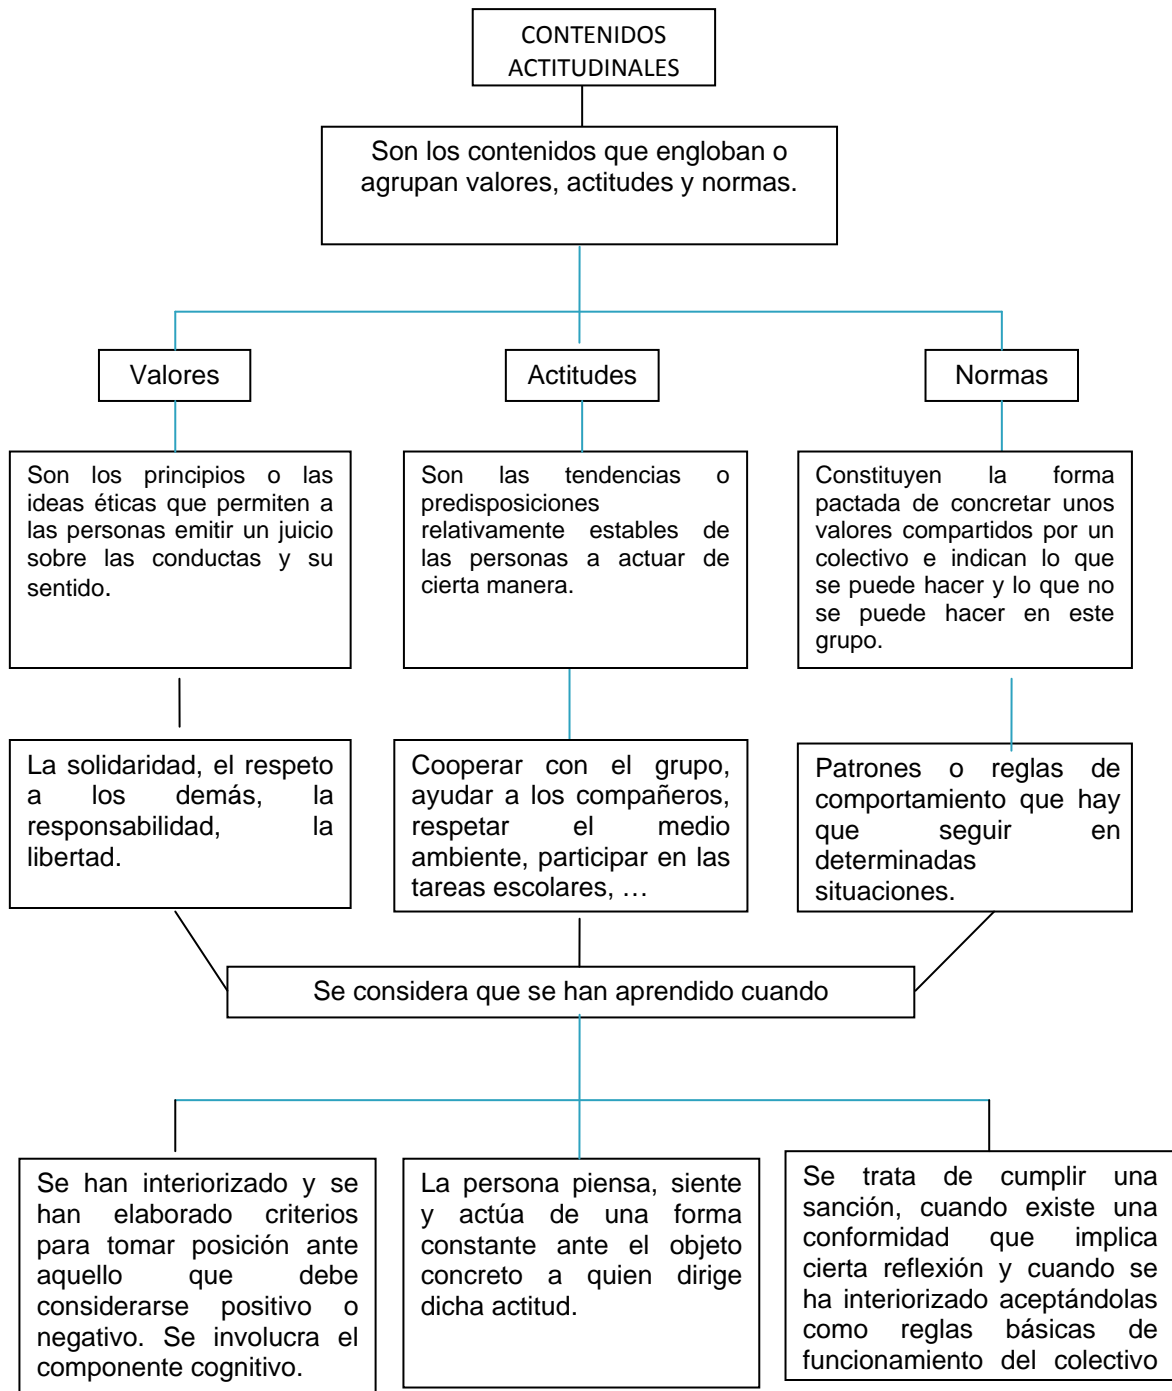 CONTENIDOS
ACTITUDINALES
Son los contenidos que engloban o
agrupan valores, actitudes y normas.
Valores
Actitudes
Normas
Son las principios o las
ideas éticas que permiten a
las personas emitir un juicio
sobre las conductas y su
sentido.
Son las tendencias o
predisposiciones
relativamente estables de
las personas a actuar de
cierta manera.
Constituyen la forma
pactada de concretar unos
valores compartidos por un
colectivo e indican lo que
se puede hacer y lo que no
se puede hacer en este
grupo.
La solidaridad, el respeto
a los demás, la
responsabilidad, la
libertad.
Cooperar con el grupo,
ayudar a los compañeros,
respetar el medio
ambiente, participar en las
tareas escolares, …
Patrones o reglas de
comportamiento que hay
que seguir en
determinadas
situaciones.
Se considera que se han aprendido cuando
Se han interiorizado y se
han elaborado criterios
para tomar posición ante
aquello que debe
considerarse positivo o
negativo. Se involucra el
componente cognitivo.
La persona piensa, siente
y actúa de una forma
constante ante el objeto
concreto a quien dirige
dicha actitud.
Se trata de cumplir una
sanción, cuando existe una
conformidad que implica
cierta reflexión y cuando se
ha interiorizado aceptándolas
como reglas básicas de
funcionamiento del colectivo